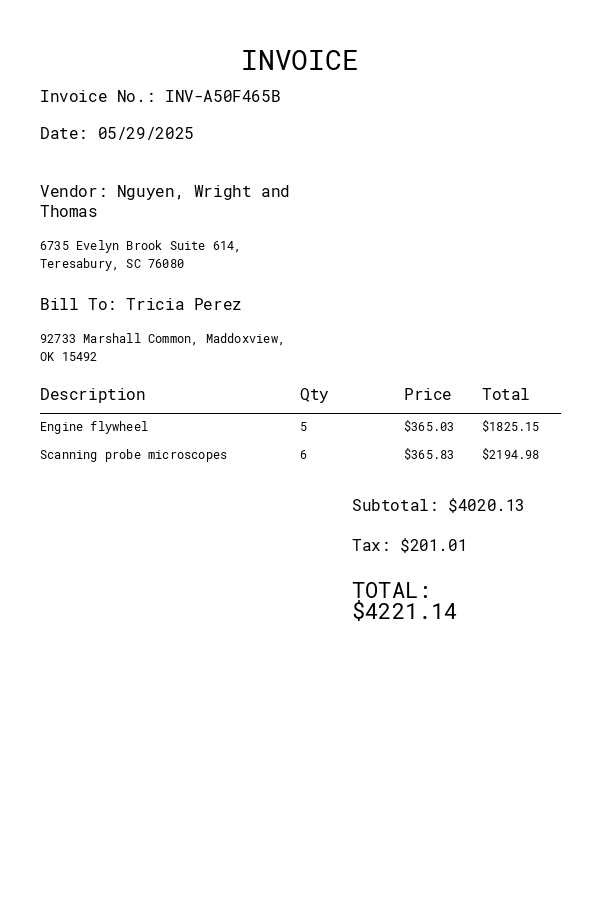 INVOICE
Invoice No.: INV-A50F465B
Date: 05/29/2025
Vendor: Nguyen, Wright and
Thomas
6735 Evelyn Brook Suite 614,
Teresabury, SC 76080
Bill To: Tricia Perez
92733 Marshall Common, Maddoxview,
OK 15492
Description Qty Price Total
Engine flywheel 5 $365.03 $1825.15
Scanning probe microscopes 6 $365.83 $2194.98
Subtotal: $4020.13
Tax: $201.01
TOTAL:
$4221.14